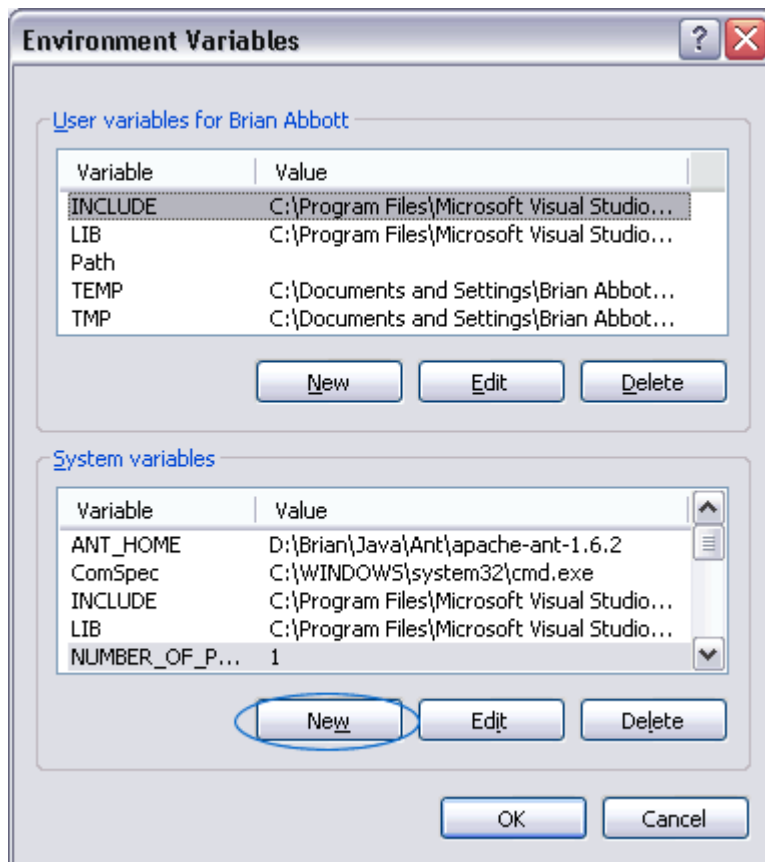 Environment Variables
User variables for Brian Abbott
Variable Value
INCLUDE C:\Program Files\Microsoft Visual Studio...
LIB C:\Program Files\Microsoft Visual Studio...
Path
TEMP C:\Documents and Settings\Brian Abbot...
TMP C:\Documents and Settings\Brian Abbot...
New Edit Delete
System variables
Variable Value
ANT_HOME D:\Brian\Java\Ant\apache-ant-1.6.2
ComSpec C:\WINDOWS\system32\cmd.exe
INCLUDE C:\Program Files\Microsoft Visual Studio...
LIB C:\Program Files\Microsoft Visual Studio...
NUMBER_OF_P... 1
New Edit Delete
OK Cancel